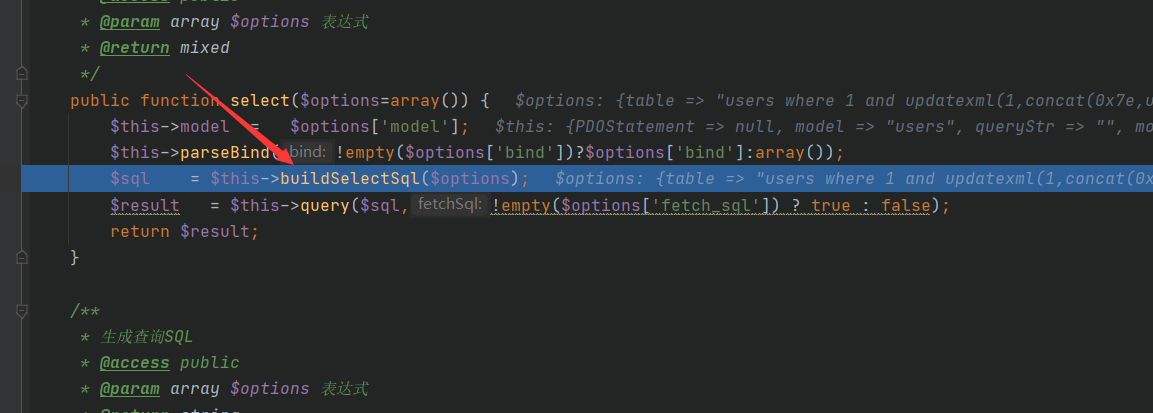 * @param array $options 表达式
* @return mixed
*/
public function select($options=array()) { $options: {table => "users where 1 and updatexml(1,concat(0x7e,u
$this->model = $options['model']; $this: {PDOStatement => null, model => "users", queryStr => "", mo
$this->parseBind( bind: !empty($options['bind'])?$options['bind']:array());
$sql = $this->buildSelectSql($options); $options: {table => "users where 1 and updatexml(1,concat(0x
$result = $this->query($sql, fetchSql: !empty($options['fetch_sql']) ? true : false);
return $result;
}
/**
* 生成查询SQL
* @access public
* @param array $options 表达式